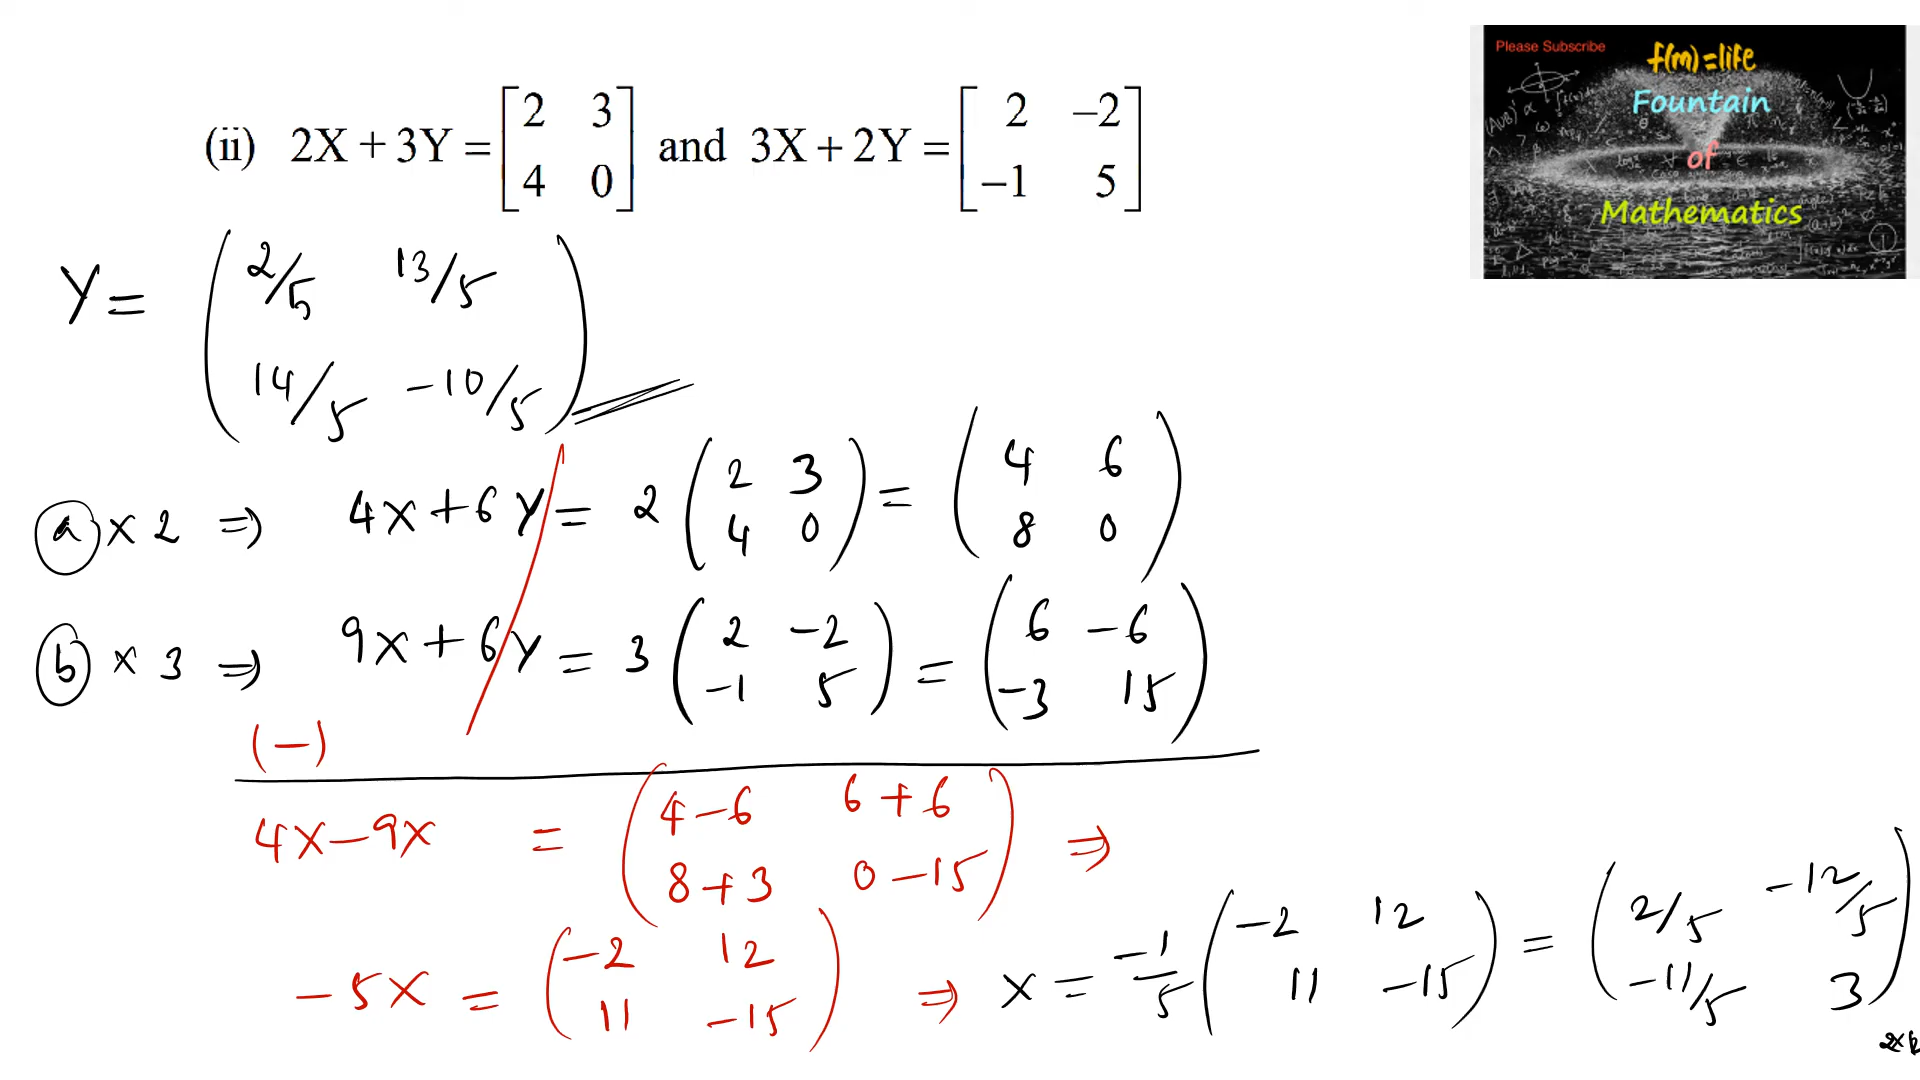 Please Subscribe
f(m)=life
Fountain
of
Mathematics
(ii) 2X + 3Y = [2 3; 4 0] and 3X + 2Y = [2 −2; −1 5]
Y = (2/5 13/5; 14/5 -10/5)
(a) × 2 ⇒ 4X + 6Y = 2 (2 3; 4 0) = (4 6; 8 0)
(b) × 3 ⇒ 9X + 6Y = 3 (2 -2; -1 5) = (6 -6; -3 15)
(-)
4X - 9X = (4-6 6+6; 8+3 0-15) ⇒
-5X = (-2 12; 11 -15) ⇒ X = -1/5 (-2 12; 11 -15) = (2/5 -12/5; -11/5 3)